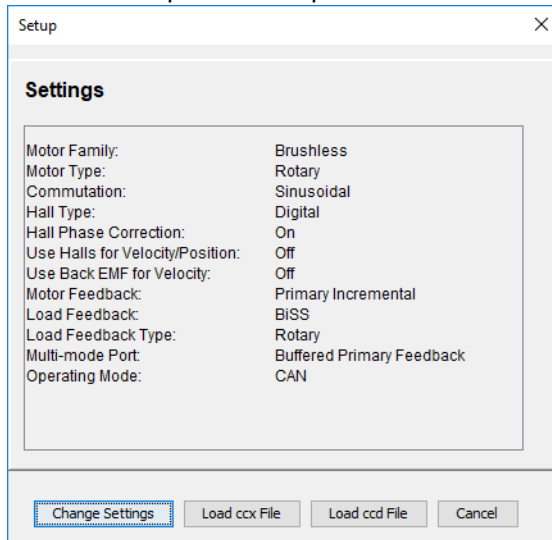 Setup
Settings
Motor Family: Brushless
Motor Type: Rotary
Commutation: Sinusoidal
Hall Type: Digital
Hall Phase Correction: On
Use Halls for Velocity/Position: Off
Use Back EMF for Velocity: Off
Motor Feedback: Primary Incremental
Load Feedback: BiSS
Load Feedback Type: Rotary
Multi-mode Port: Buffered Primary Feedback
Operating Mode: CAN
Change Settings Load ccx File Load ccd File Cancel